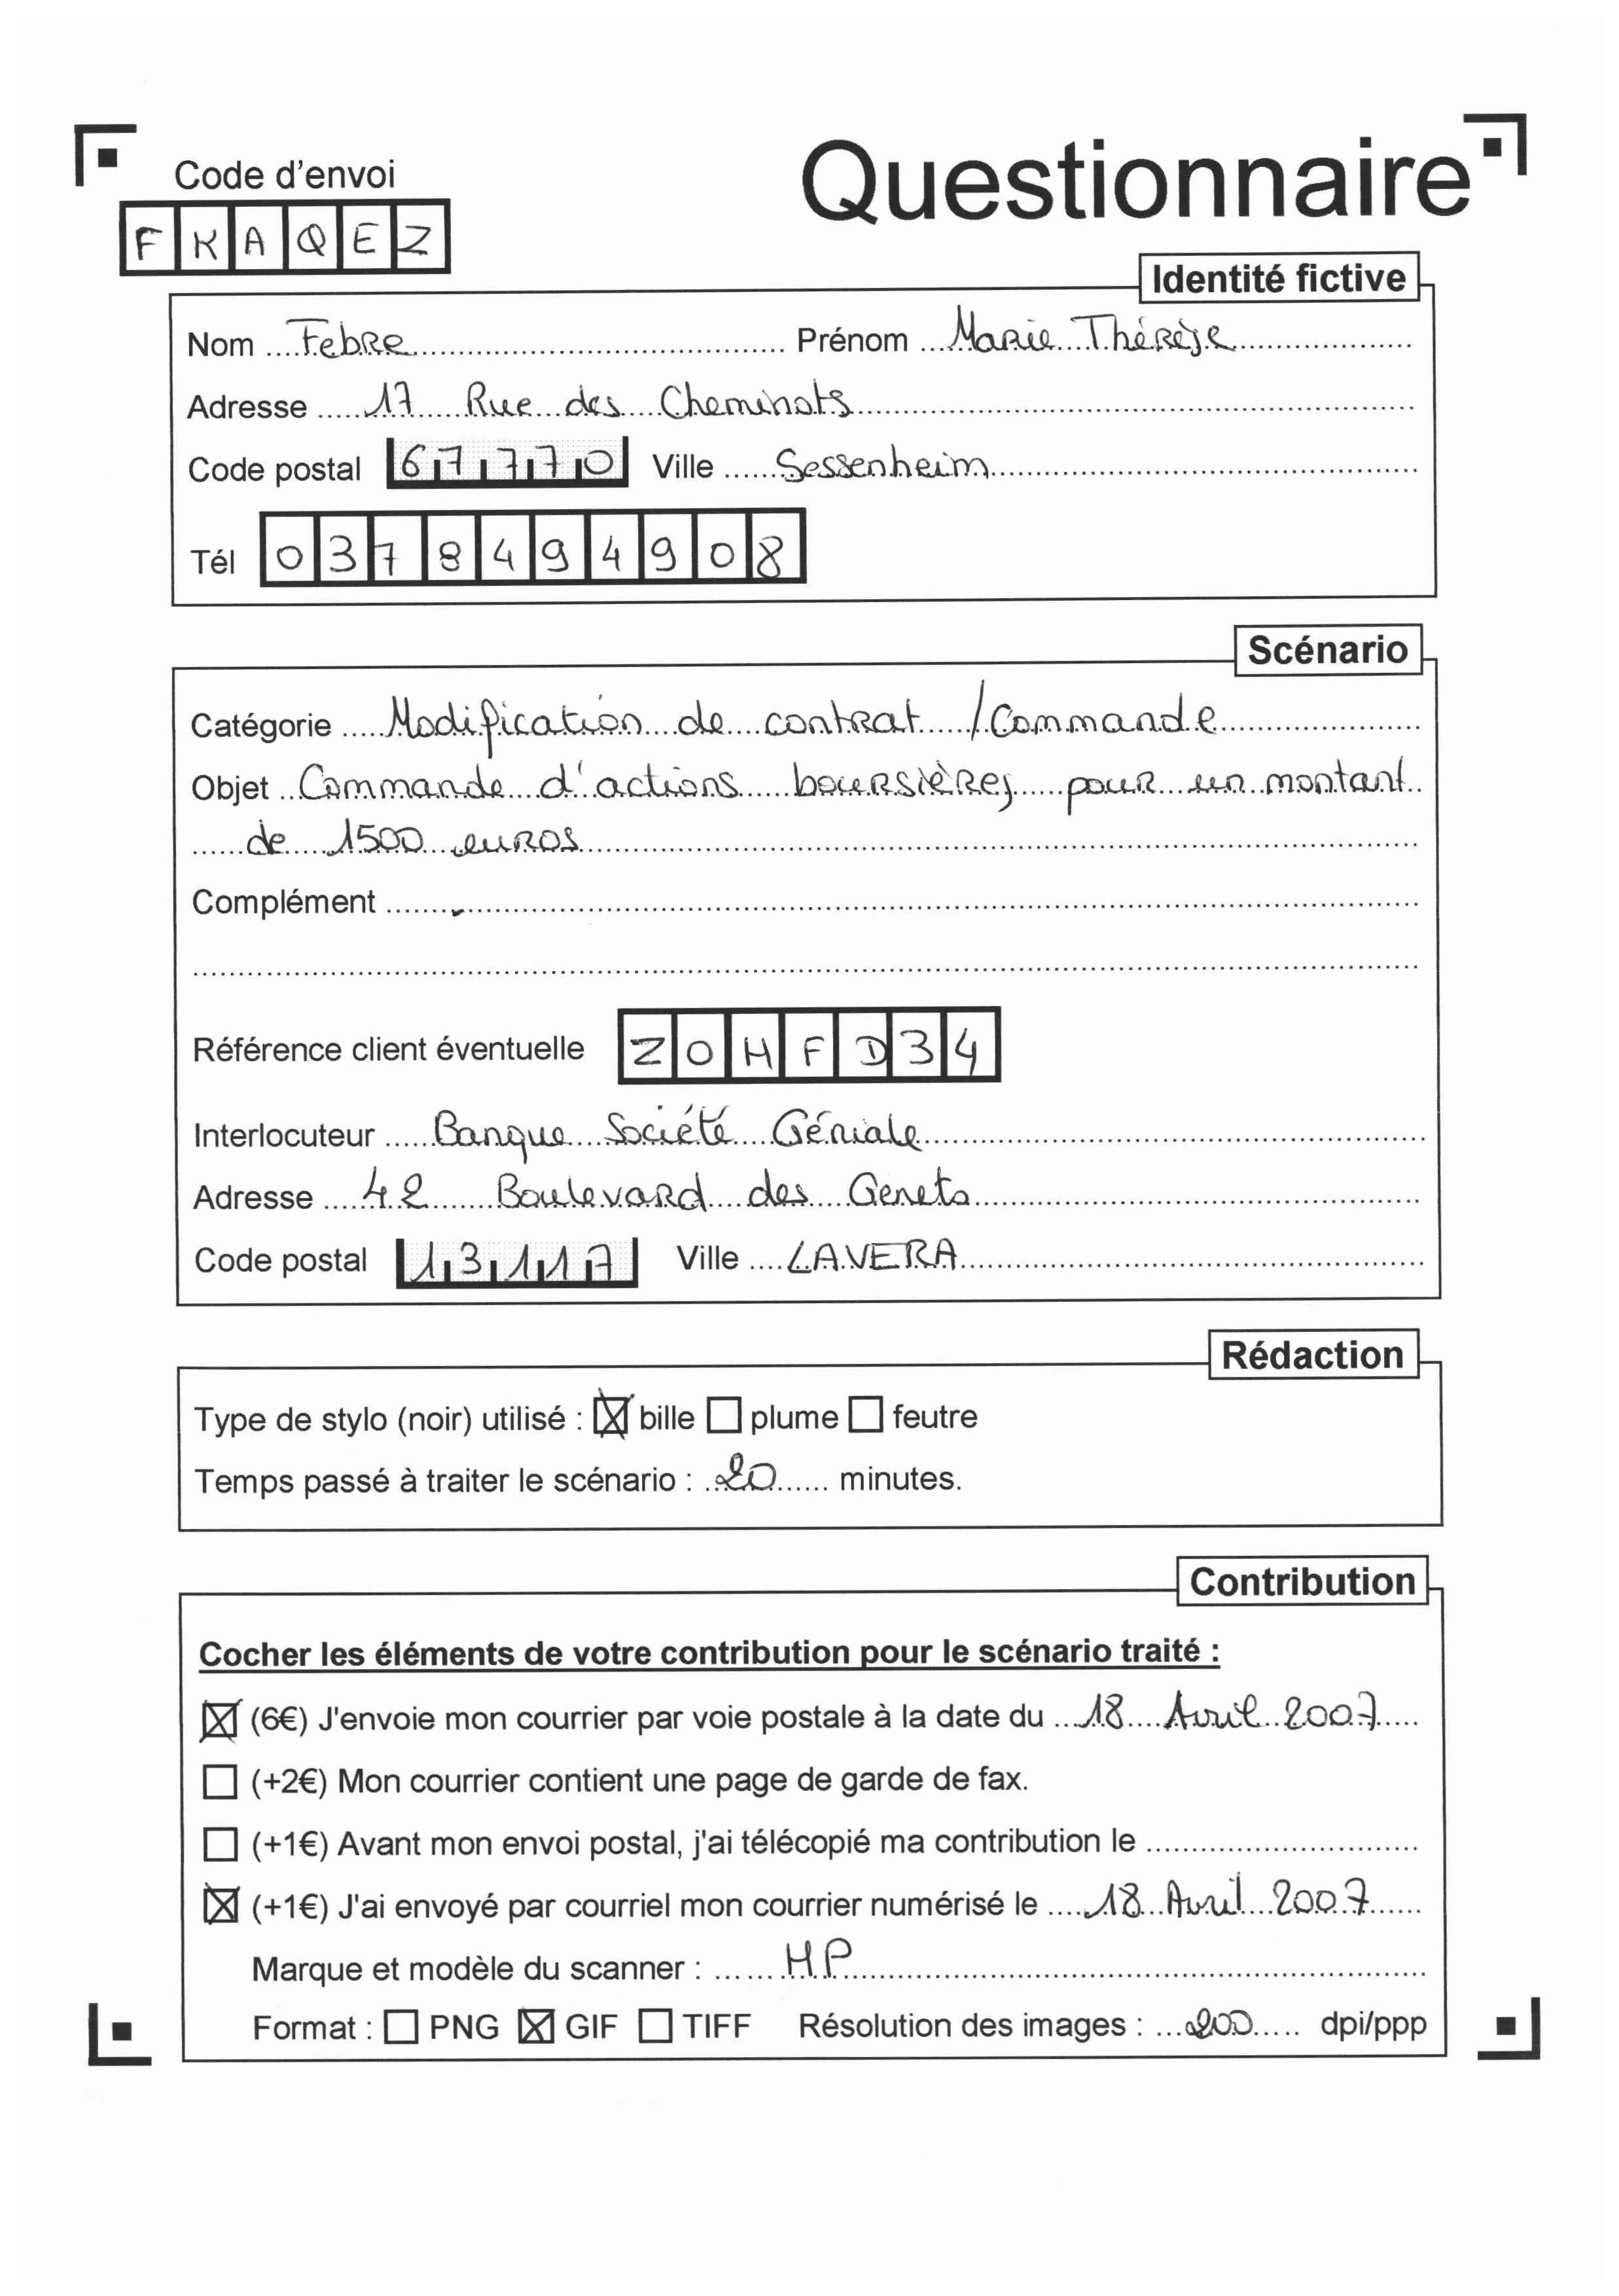 Code d'envoi
Questionnaire
FKAQEZ
Identité fictive
Nom Febre Prénom Marie Thérèse
Adresse 17 Rue des Cheminots
Code postal 67770 Ville Sessenheim
Tél 0378494908
Scénario
Catégorie Modification de contrat / Commande
Objet Commande d'actions boursières pour un montant
de 1500 euros
Complément
Référence client éventuelle ZOHFD34
Interlocuteur Banque Société Géniale
Adresse 42 Boulevard des Genets
Code postal 13117 Ville LAVERA
Rédaction
Type de stylo (noir) utilisé : ☒ bille ☐ plume ☐ feutre
Temps passé à traiter le scénario : 20 minutes.
Contribution
Cocher les éléments de votre contribution pour le scénario traité :
☒ (6€) J'envoie mon courrier par voie postale à la date du 18 Avril 2007
☐ (+2€) Mon courrier contient une page de garde de fax.
☐ (+1€) Avant mon envoi postal, j'ai télécopié ma contribution le
☒ (+1€) J'ai envoyé par courriel mon courrier numérisé le 18 Avril 2007
Marque et modèle du scanner : HP
Format : ☐ PNG ☒ GIF ☐ TIFF Résolution des images : 200 dpi/ppp